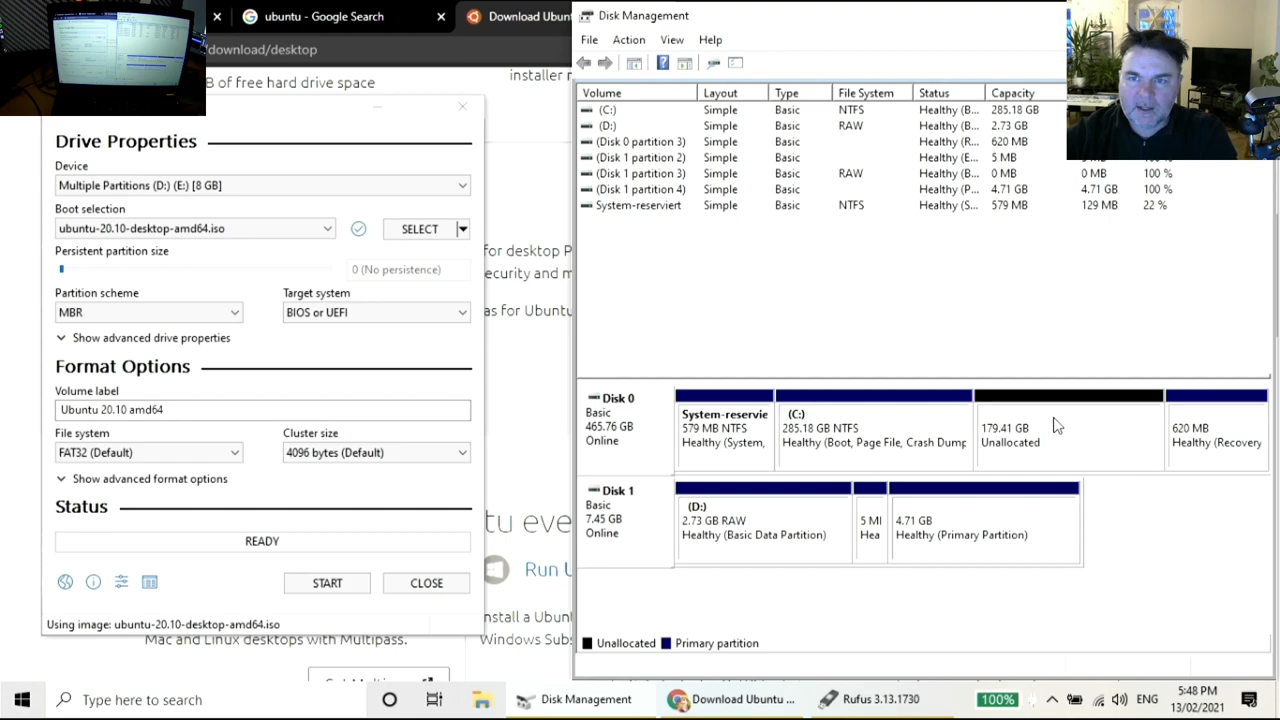 ubuntu - Google Search
Download Ubunt
download/desktop
B of free hard drive space
installer
Drive Properties
Device
Multiple Partitions (D:) (E:) [8 GB]
Boot selection
ubuntu-20.10-desktop-amd64.iso
SELECT
Persistent partition size
0 (No persistence)
Partition scheme
Target system
MBR
BIOS or UEFI
Show advanced drive properties
Format Options
Volume label
Ubuntu 20.10 amd64
File system
Cluster size
FAT32 (Default)
4096 bytes (Default)
Show advanced format options
Status
READY
START
CLOSE
Using image: ubuntu-20.10-desktop-amd64.iso
Mac and Linux desktops with Multipass.
for desktop P
ecurity and m
as for Ubuntu
tu eve
Run U
nstall a Ubun
Windows Subs
Disk Management
File Action View Help
Volume Layout Type File System Status Capacity
(C:) Simple Basic NTFS Healthy (B... 285.18 GB
(D:) Simple Basic RAW Healthy (B... 2.73 GB
(Disk 0 partition 3) Simple Basic Healthy (R... 620 MB
(Disk 1 partition 2) Simple Basic Healthy (E... 5 MB 100 %
(Disk 1 partition 3) Simple Basic RAW Healthy (B... 0 MB 0 MB 100 %
(Disk 1 partition 4) Simple Basic Healthy (P... 4.71 GB 4.71 GB 100 %
System-reserviert Simple Basic NTFS Healthy (S... 579 MB 129 MB 22 %
Disk 0
Basic
465.76 GB
Online
System-reservie
579 MB NTFS
Healthy (System,
(C:)
285.18 GB NTFS
Healthy (Boot, Page File, Crash Dump
179.41 GB
Unallocated
620 MB
Healthy (Recovery
Disk 1
Basic
7.45 GB
Online
(D:)
2.73 GB RAW
Healthy (Basic Data Partition)
5 MI
Hea
4.71 GB
Healthy (Primary Partition)
Unallocated Primary partition
Type here to search
Disk Management
Download Ubuntu ...
Rufus 3.13.1730
100%
ENG
5:48 PM
13/02/2021